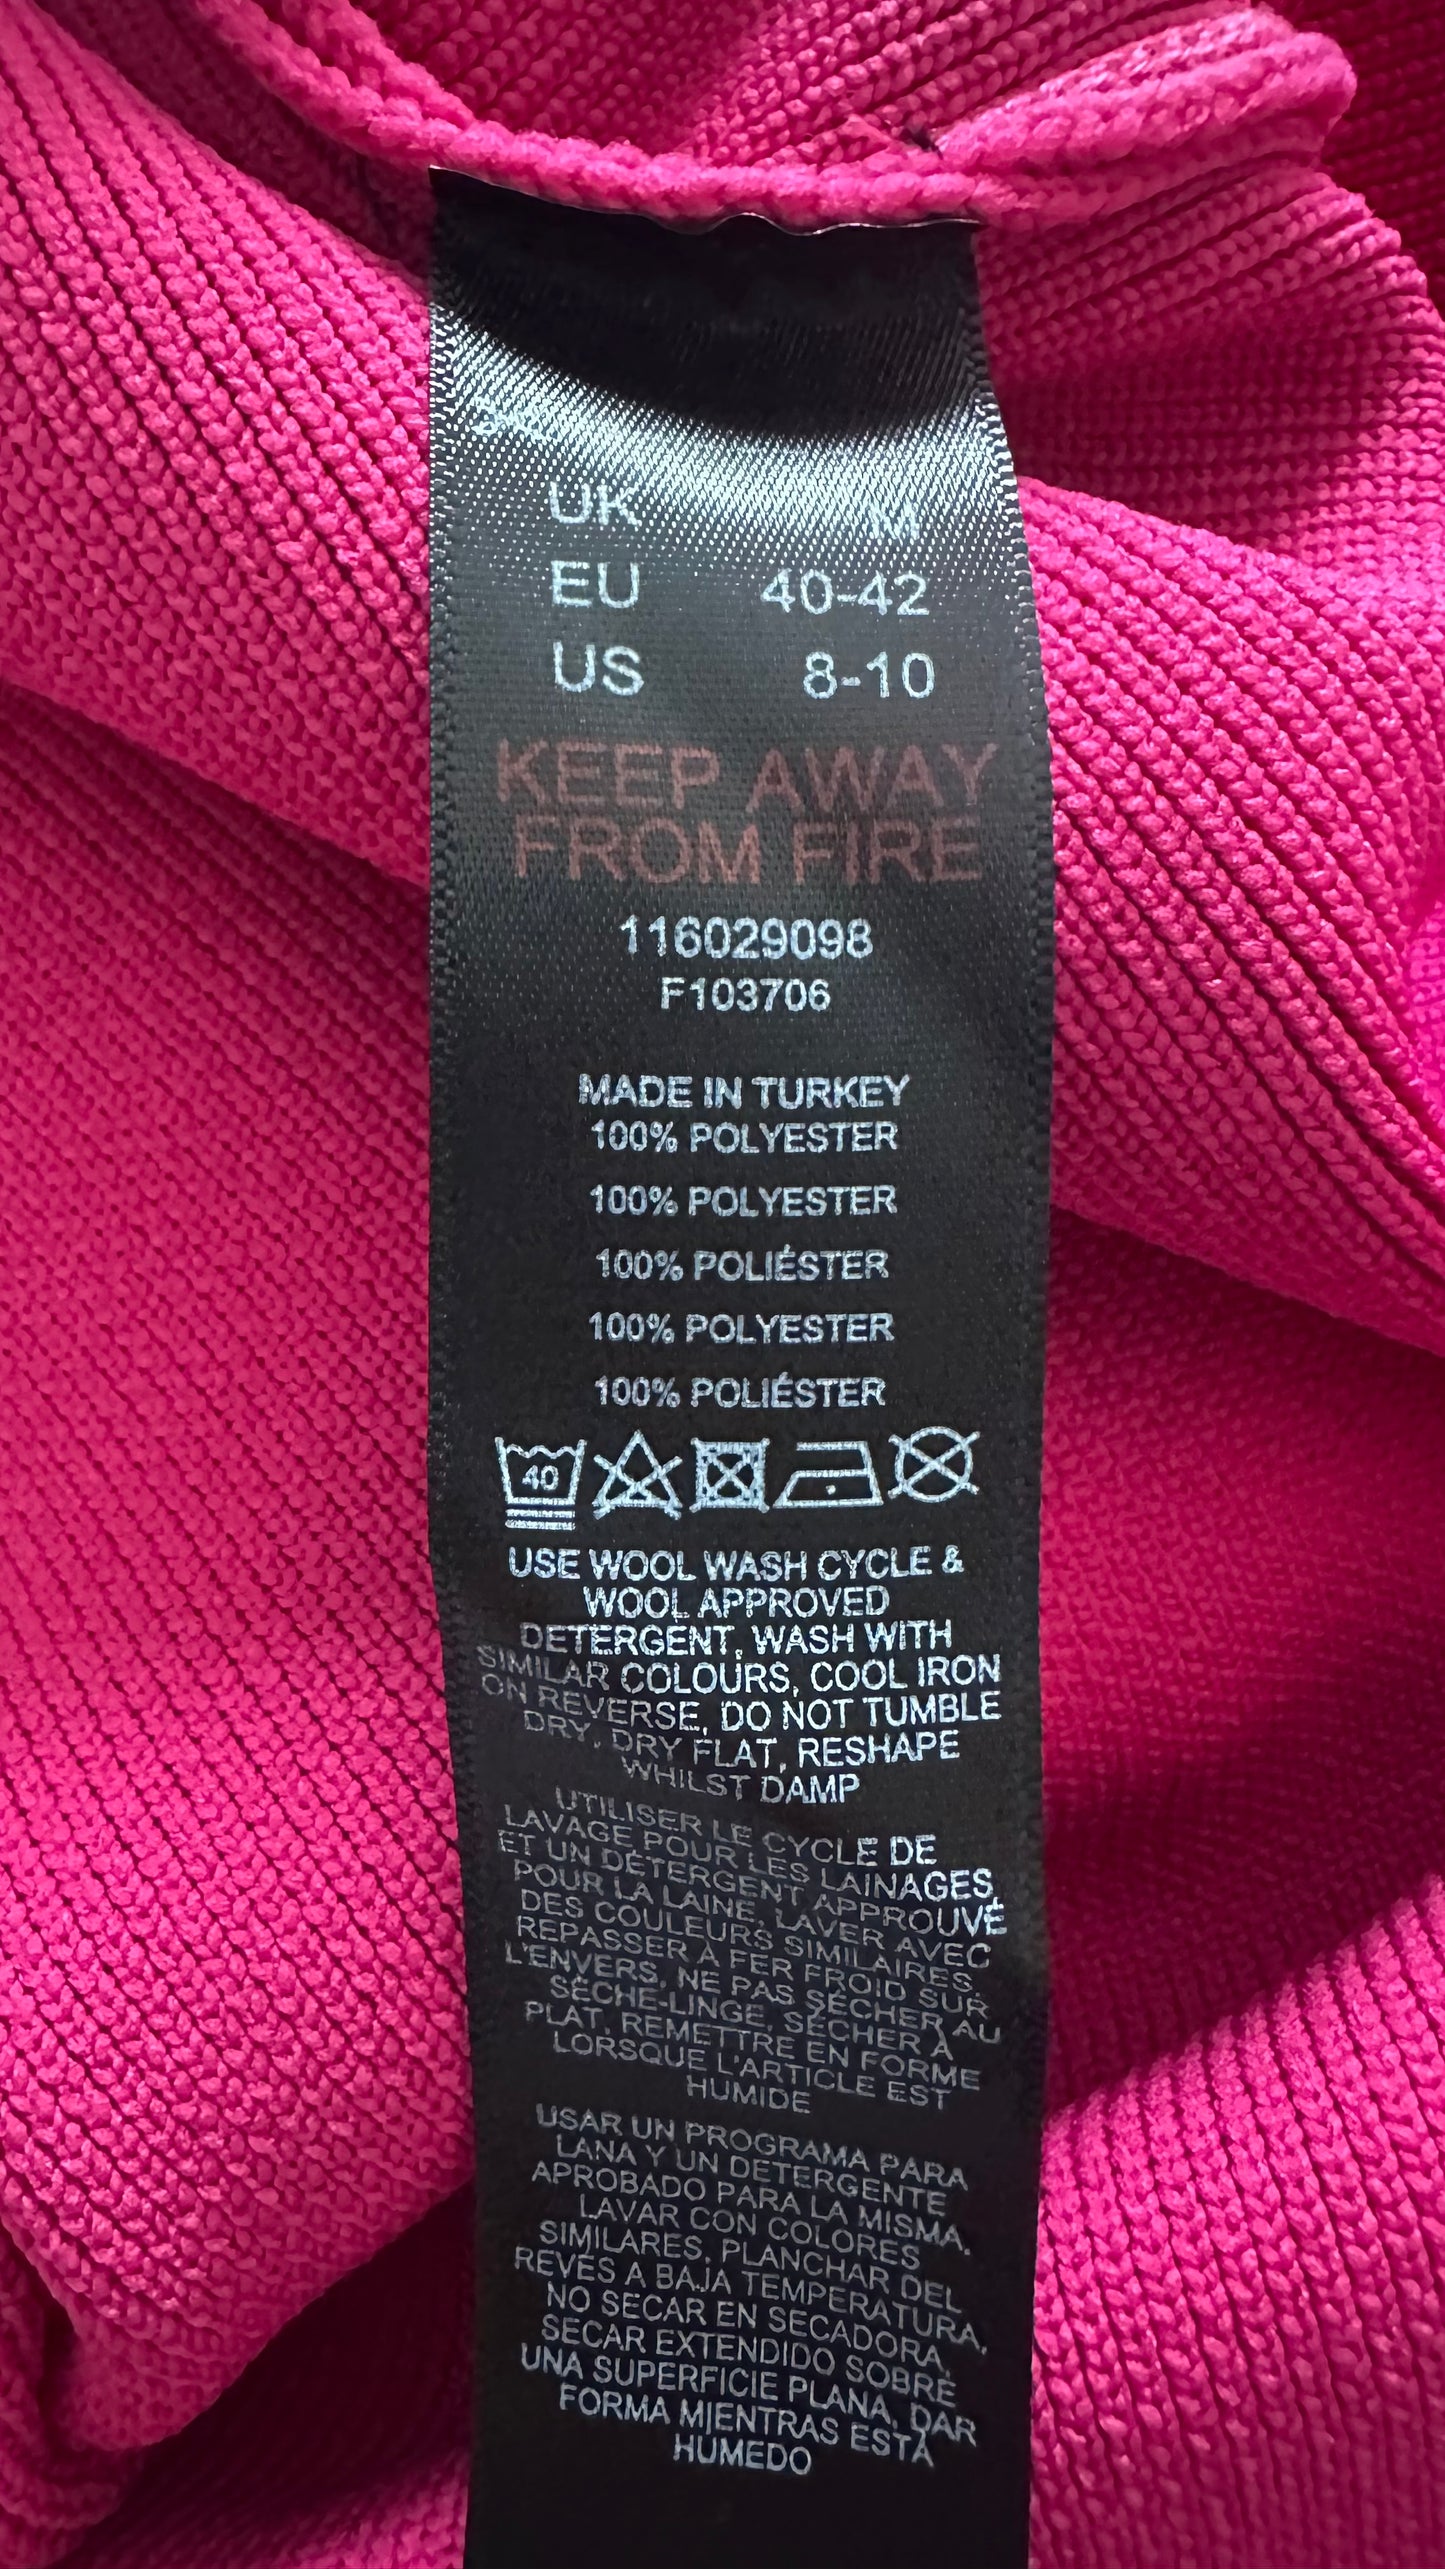 UK M
EU 40-42
US 8-10
KEEP AWAY
FROM FIRE
116029098
F103706
MADE IN TURKEY
100% POLYESTER
100% POLYESTER
100% POLIÉSTER
100% POLYESTER
100% POLIÉSTER
40
USE WOOL WASH CYCLE &
WOOL APPROVED
DETERGENT, WASH WITH
SIMILAR COLOURS, COOL IRON
ON REVERSE, DO NOT TUMBLE
DRY, DRY FLAT, RESHAPE
WHILST DAMP
UTILISER LE CYCLE DE
LAVAGE POUR LES LAINAGES
ET UN DÉTERGENT APPROUVÉ
POUR LA LAINE, LAVER AVEC
DES COULEURS SIMILAIRES,
REPASSER À FER FROID SUR
L'ENVERS, NE PAS SÉCHER AU
SÈCHE-LINGE, SÉCHER À
PLAT, REMETTRE EN FORME
LORSQUE L'ARTICLE EST
HUMIDE
USAR UN PROGRAMA PARA
LANA Y UN DETERGENTE
APROBADO PARA LA MISMA,
LAVAR CON COLORES
SIMILARES, PLANCHAR DEL
REVÉS A BAJA TEMPERATURA,
NO SECAR EN SECADORA,
SECAR EXTENDIDO SOBRE
UNA SUPERFICIE PLANA, DAR
FORMA MIENTRAS ESTÁ
HUMEDO